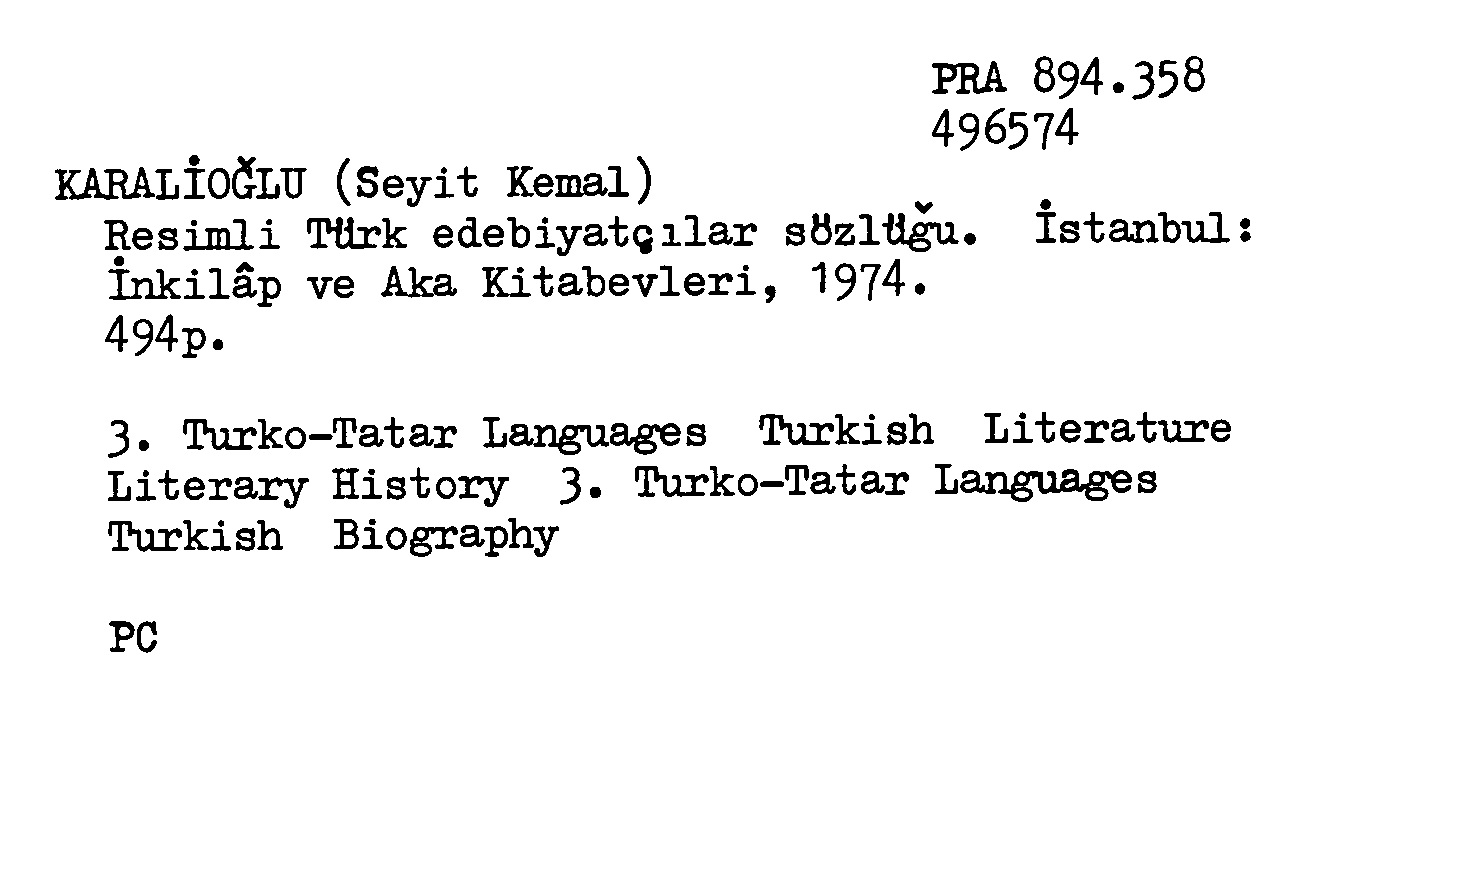 PRA 894.358
496574
KARALİOĞLU (Seyit Kemal)
Resimli Türk edebiyatçılar sözlüğu. İstanbul:
İnkilâp ve Aka Kitabevleri, 1974.
494p.
3. Turko-Tatar Languages Turkish Literature
Literary History 3. Turko-Tatar Languages
Turkish Biography
PC